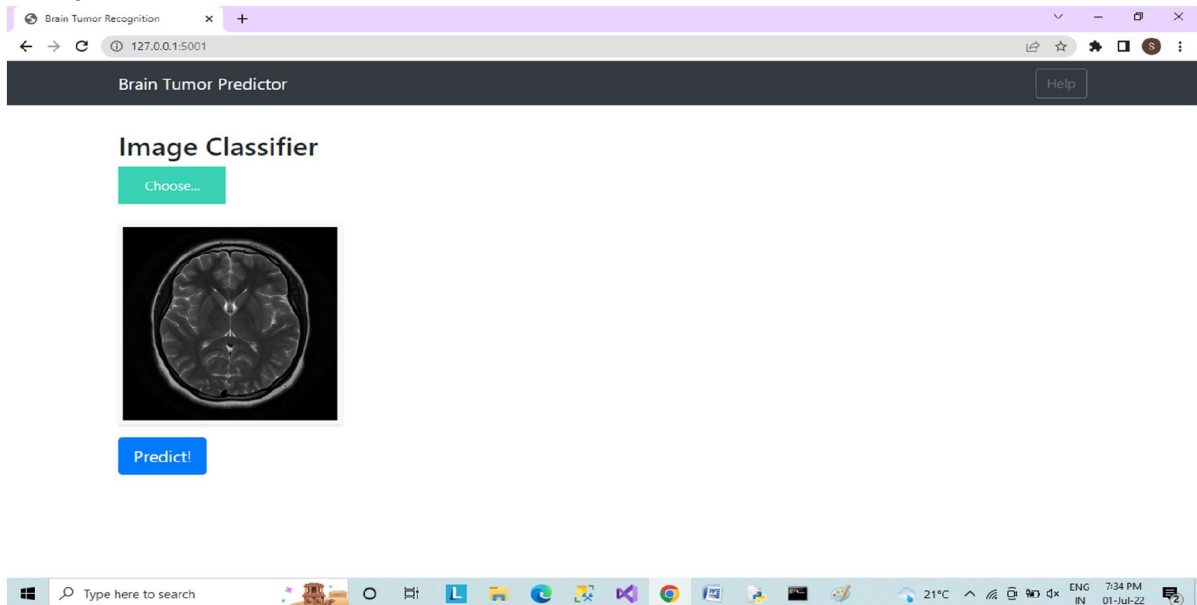 Brain Tumor Recognition
127.0.0.1:5001
S
Brain Tumor Predictor
Help
Image Classifier
Choose...
Predict!
Type here to search
L
21°C
ENG
IN
7:34 PM
01-Jul-22
2